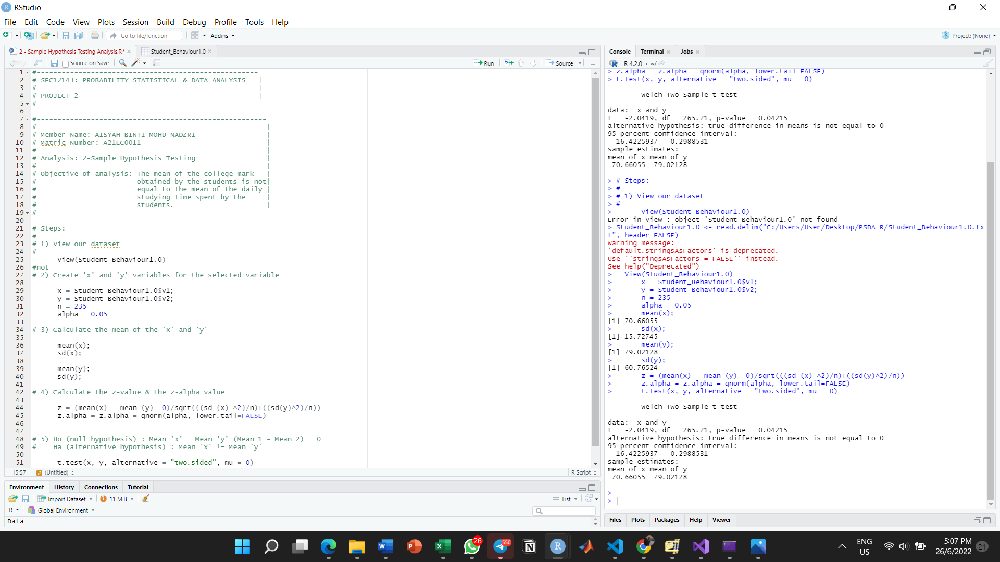 RStudio
File Edit Code View Plots Session Build Debug Profile Tools Help
Go to file/function Addins Project: (None)
2 - Sample Hypothesis Testing Analysis.R* Student_Behaviour1.0
Source on Save Run Source
1 #-----------------------------------------------------
2 # SEC12143: PROBABILITY STATISTICAL & DATA ANALYSIS |
3 # |
4 # PROJECT 2 |
5 #-----------------------------------------------------
6
7 #-------------------------------------------------------
8 # |
9 # Member Name: AISYAH BINTI MOHD NADZRI |
10 # Matric Number: A21EC0011 |
11 # |
12 # Analysis: 2-Sample Hypothesis Testing |
13 # |
14 # Objective of analysis: The mean of the college mark |
15 # obtained by the students is not|
16 # equal to the mean of the daily |
17 # studying time spent by the |
18 # students. |
19 #-------------------------------------------------------
20
21 # Steps:
22 #
23 # 1) View our dataset
24 #
25 View(Student_Behaviour1.0)
26 #not
27 # 2) Create 'x' and 'y' variables for the selected variable
28
29 x = Student_Behaviour1.0$V1;
30 y = Student_Behaviour1.0$V2;
31 n = 235
32 alpha = 0.05
33
34 # 3) Calculate the mean of the 'x' and 'y'
35
36 mean(x);
37 sd(x);
38
39 mean(y);
40 sd(y);
41
42 # 4) Calculate the z-value & the z-alpha value
43
44 z = (mean(x) - mean (y) -0)/sqrt(((sd (x) ^2)/n)+((sd(y)^2)/n))
45 z.alpha = z.alpha = qnorm(alpha, lower.tail=FALSE)
46
47
48 # 5) Ho (null hypothesis) : Mean 'x' = Mean 'y' (Mean 1 - Mean 2) = 0
49 # Ha (alternative hypothesis) : Mean 'x' != Mean 'y'
50
51 t.test(x, y, alternative = "two.sided", mu = 0)
15:57 # (Untitled) R Script
Environment History Connections Tutorial
Import Dataset 11 MiB List
R Global Environment
Data
Console Terminal Jobs
R 4.2.0 · ~/
> z.alpha = z.alpha = qnorm(alpha, lower.tail=FALSE)
> t.test(x, y, alternative = "two.sided", mu = 0)
Welch Two Sample t-test
data: x and y
t = -2.0419, df = 265.21, p-value = 0.04215
alternative hypothesis: true difference in means is not equal to 0
95 percent confidence interval:
-16.4225937 -0.2988531
sample estimates:
mean of x mean of y
70.66055 79.02128
> # Steps:
> #
> # 1) View our dataset
> #
> View(Student_Behaviour1.0)
Error in View : object 'Student_Behaviour1.0' not found
> Student_Behaviour1.0 <- read.delim("C:/Users/User/Desktop/PSDA R/Student_Behaviour1.0.tx
t", header=FALSE)
Warning message:
'default.stringsAsFactors' is deprecated.
Use '`stringsAsFactors = FALSE`' instead.
See help("Deprecated")
> View(Student_Behaviour1.0)
> x = Student_Behaviour1.0$V1;
> y = Student_Behaviour1.0$V2;
> n = 235
> alpha = 0.05
> mean(x);
[1] 70.66055
> sd(x);
[1] 15.72745
> mean(y);
[1] 79.02128
> sd(y);
[1] 60.76524
> z = (mean(x) - mean (y) -0)/sqrt(((sd (x) ^2)/n)+((sd(y)^2)/n))
> z.alpha = z.alpha = qnorm(alpha, lower.tail=FALSE)
> t.test(x, y, alternative = "two.sided", mu = 0)
Welch Two Sample t-test
data: x and y
t = -2.0419, df = 265.21, p-value = 0.04215
alternative hypothesis: true difference in means is not equal to 0
95 percent confidence interval:
-16.4225937 -0.2988531
sample estimates:
mean of x mean of y
70.66055 79.02128
>
>
Files Plots Packages Help Viewer
26 550
ENG
US
5:07 PM
26/6/2022
21